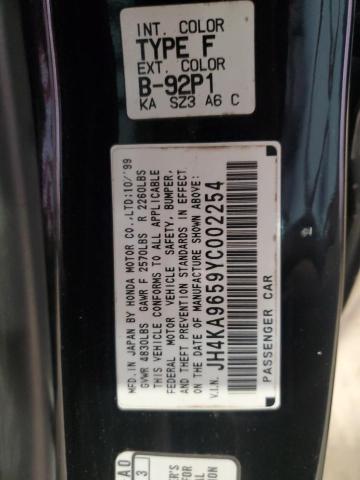 INT. COLOR
TYPE F
EXT. COLOR
B-92P1
KA SZ3 A6 C
MFD. IN JAPAN BY HONDA MOTOR CO., LTD:10/'99
GVWR 4830LBS GAWR F 2570LBS R 2260LBS
THIS VEHICLE CONFORMS TO ALL APPLICABLE
FEDERAL MOTOR VEHICLE SAFETY, BUMPER,
AND THEFT PREVENTION STANDARDS IN EFFECT
ON THE DATE OF MANUFACTURE SHOWN ABOVE:
V.I.N. JH4KA9659YC002254
PASSENGER CAR
A0
3